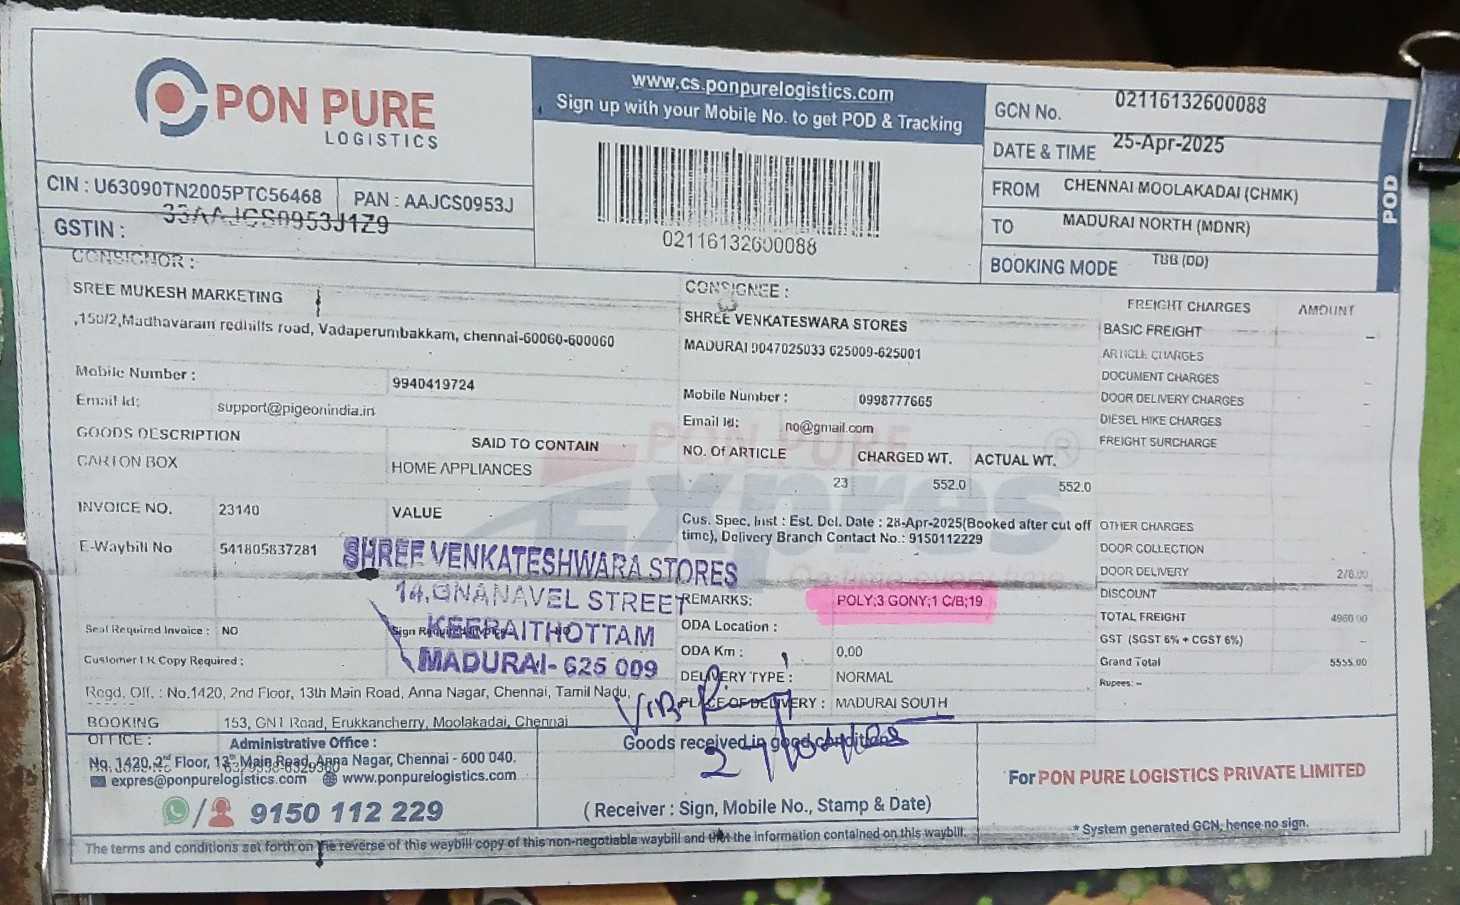 PON PURE
LOGISTICS
www.cs.ponpurelogistics.com
Sign up with your Mobile No. to get POD & Tracking
02116132600088
GCN No. 02116132600088
DATE & TIME 25-Apr-2025
FROM CHENNAI MOOLAKADAI (CHMK)
TO MADURAI NORTH (MDNR)
BOOKING MODE TBB (DD)
POD
CIN : U63090TN2005PTC56468 PAN : AAJCS0953J
GSTIN : 33AAJCS0953J1Z9
CONSIGNOR :
SREE MUKESH MARKETING
,150/2,Madhavaram redhills road, Vadaperumbakkam, chennai-60060-600060
Mobile Number : 9940419724
Email Id: support@pigeonindia.in
CONSIGNEE :
SHREE VENKATESWARA STORES
MADURAI 9047025033 625009-625001
Mobile Number : 0998777665
Email Id: no@gmail.com
FREIGHT CHARGES AMOUNT
BASIC FREIGHT –
ARTICLE CHARGES –
DOCUMENT CHARGES –
DOOR DELIVERY CHARGES –
DIESEL HIKE CHARGES
FREIGHT SURCHARGE
GOODS DESCRIPTION SAID TO CONTAIN
CARTON BOX HOME APPLIANCES
NO. Of ARTICLE CHARGED WT. ACTUAL WT.
23 552.0 552.0
PON PURE
Expres
INVOICE NO. 23140 VALUE
E-Waybill No 541805837281
Cus. Spec. Inst : Est. Del. Date : 28-Apr-2025(Booked after cut off
time), Delivery Branch Contact No.: 9150112229
OTHER CHARGES
DOOR COLLECTION
DOOR DELIVERY
DISCOUNT
TOTAL FREIGHT 4960.00
GST (SGST 6% + CGST 6%) –
Grand Total 5555.00
Rupees: –
SHREE VENKATESHWARA STORES
14,GNANAVEL STREET
KEERAITHOTTAM
MADURAI- 625 009
REMARKS: POLY;3 GONY;1 C/B;19
ODA Location :
ODA Km : 0.00
DELIVERY TYPE : NORMAL
PLACE OF DELIVERY : MADURAI SOUTH
Seal Required Invoice : NO
Customer Copy Required :
Regd. Off. : No.1420, 2nd Floor, 13th Main Road, Anna Nagar, Chennai, Tamil Nadu,
BOOKING OFFICE : 153, GNT Road, Erukkancherry, Moolakadai, Chennai
Administrative Office :
No. 1420, 2nd Floor, 13th Main Road, Anna Nagar, Chennai - 600 040.
expres@ponpurelogistics.com www.ponpurelogistics.com
9150 112 229
Goods received in good conditions
( Receiver : Sign, Mobile No., Stamp & Date)
For PON PURE LOGISTICS PRIVATE LIMITED
* System generated GCN, hence no sign.
The terms and conditions set forth on the reverse of this waybill copy of this non-negotiable waybill and that the information contained on this waybill.